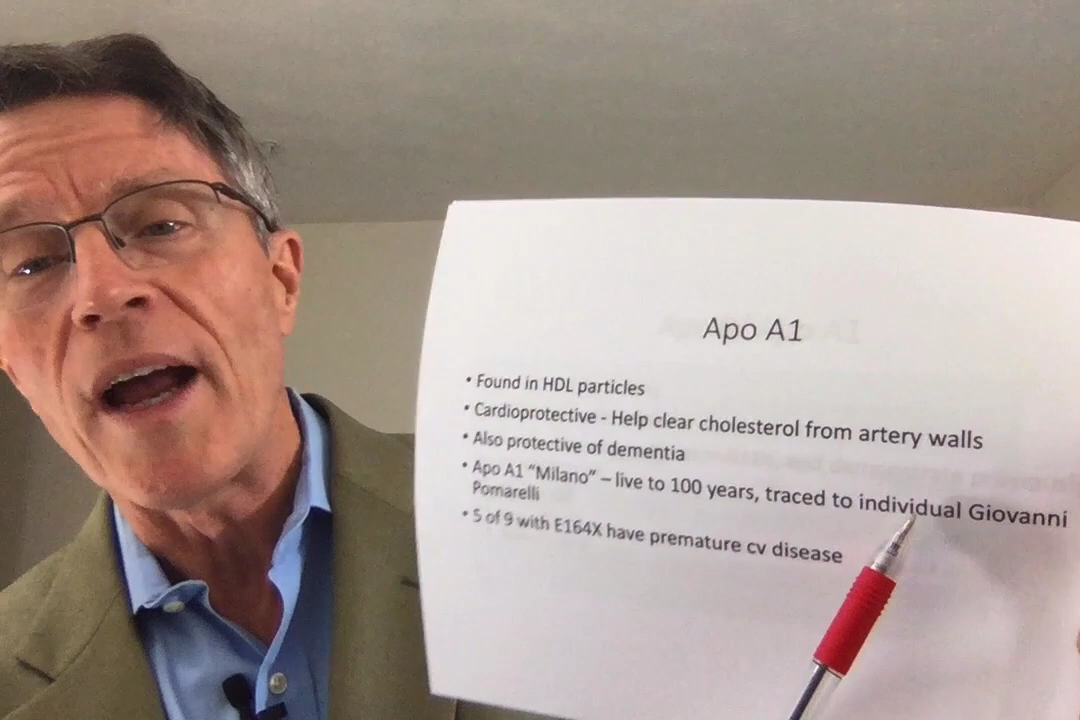 Apo A1
• Found in HDL particles
• Cardioprotective - Help clear cholesterol from artery walls
• Also protective of dementia
• Apo A1 “Milano” – live to 100 years, traced to individual Giovanni
Pomarelli
• 5 of 9 with E164X have premature cv disease